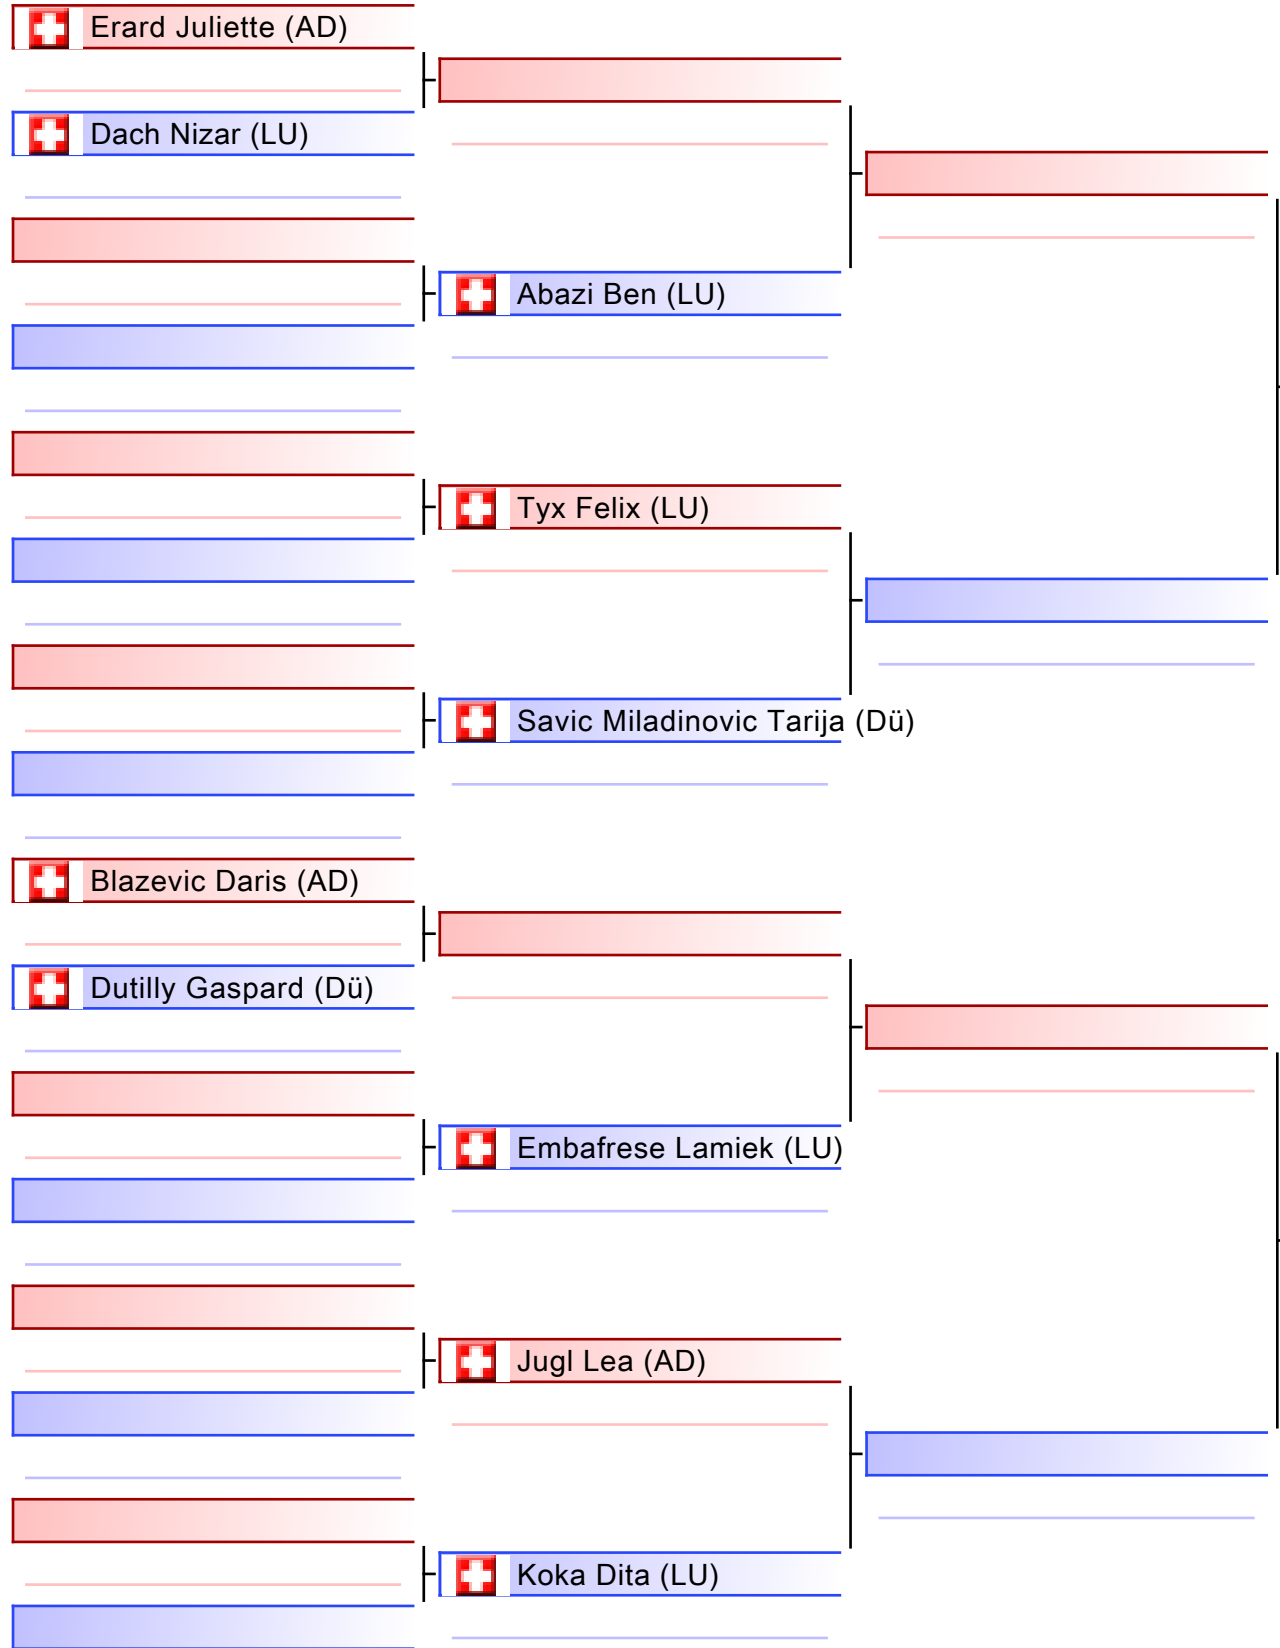 Erard Juliette (AD)
Dach Nizar (LU)
Abazi Ben (LU)
Tyx Felix (LU)
Savic Miladinovic Tarija (Dü)
Blazevic Daris (AD)
Dutilly Gaspard (Dü)
Embafrese Lamiek (LU)
Jugl Lea (AD)
Koka Dita (LU)